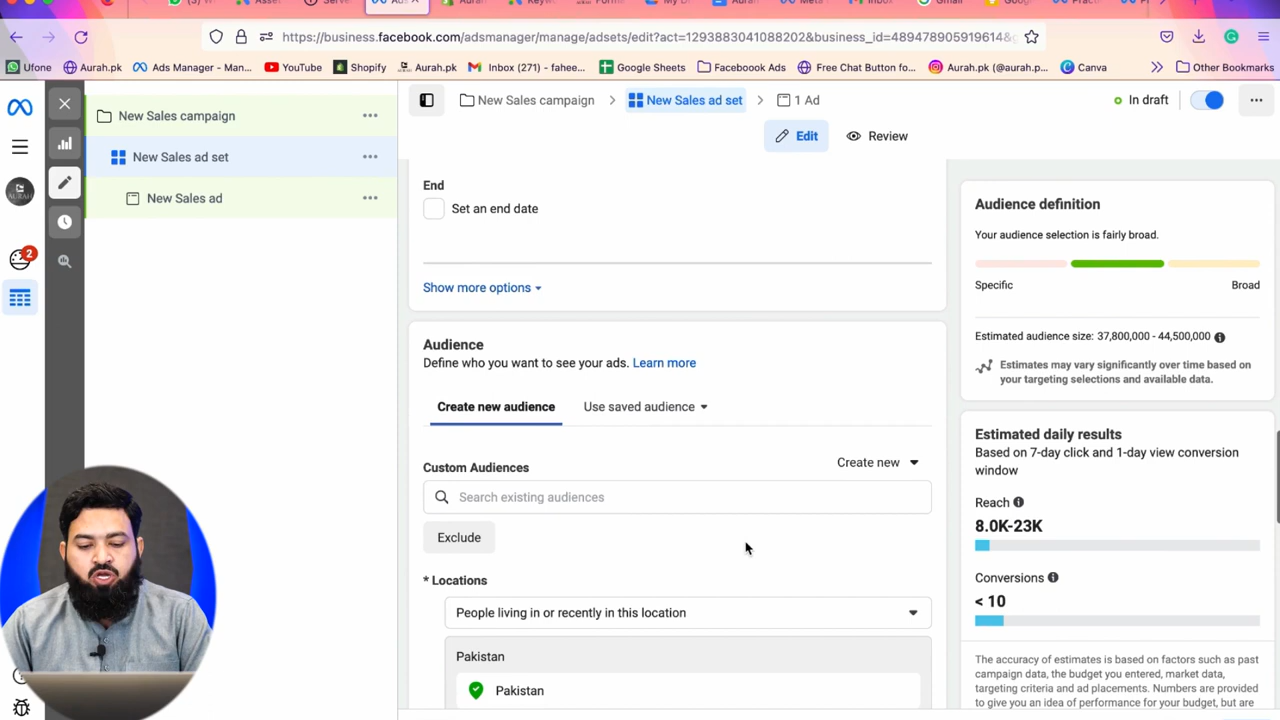 https://business.facebook.com/adsmanager/manage/adsets/edit?act=1293883041088202&business_id=489478905919614&
Ufone
Aurah.pk
Ads Manager - Man...
YouTube
Shopify
Aurah.pk
Inbox (271) - fahee...
Google Sheets
Faceboook Ads
Free Chat Button fo...
Aurah.pk (@aurah.p...
Canva
Other Bookmarks
New Sales campaign
New Sales ad set
1 Ad
In draft
Edit
Review
New Sales campaign
New Sales ad set
New Sales ad
2
End
Set an end date
Show more options
Audience
Define who you want to see your ads. Learn more
Create new audience
Use saved audience
Custom Audiences
Create new
Search existing audiences
Exclude
* Locations
People living in or recently in this location
Pakistan
Pakistan
Audience definition
Your audience selection is fairly broad.
Specific
Broad
Estimated audience size: 37,800,000 - 44,500,000
Estimates may vary significantly over time based on
your targeting selections and available data.
Estimated daily results
Based on 7-day click and 1-day view conversion
window
Reach
8.0K-23K
Conversions
< 10
The accuracy of estimates is based on factors such as past
campaign data, the budget you entered, market data,
targeting criteria and ad placements. Numbers are provided
to give you an idea of performance for your budget, but are